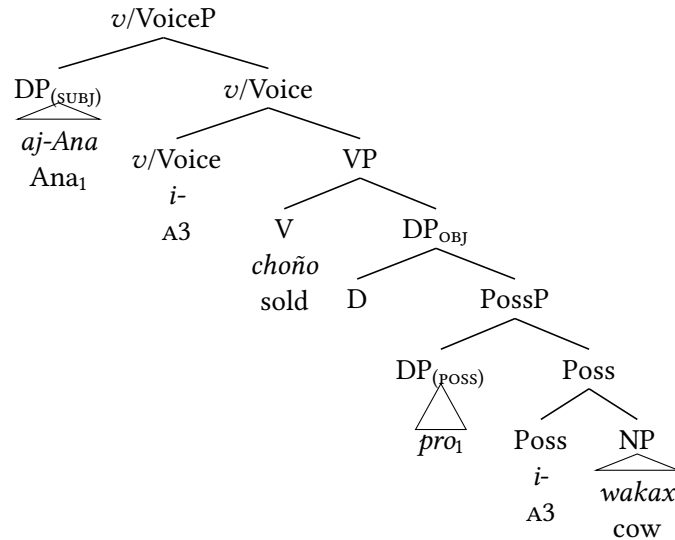 v/VoiceP
DP(SUBJ) v/Voice
aj-Ana v/Voice VP
Ana₁ i- V DP_OBJ
A3 choño D PossP
sold DP(POSS) Poss
pro₁ Poss NP
i- wakax
A3 cow